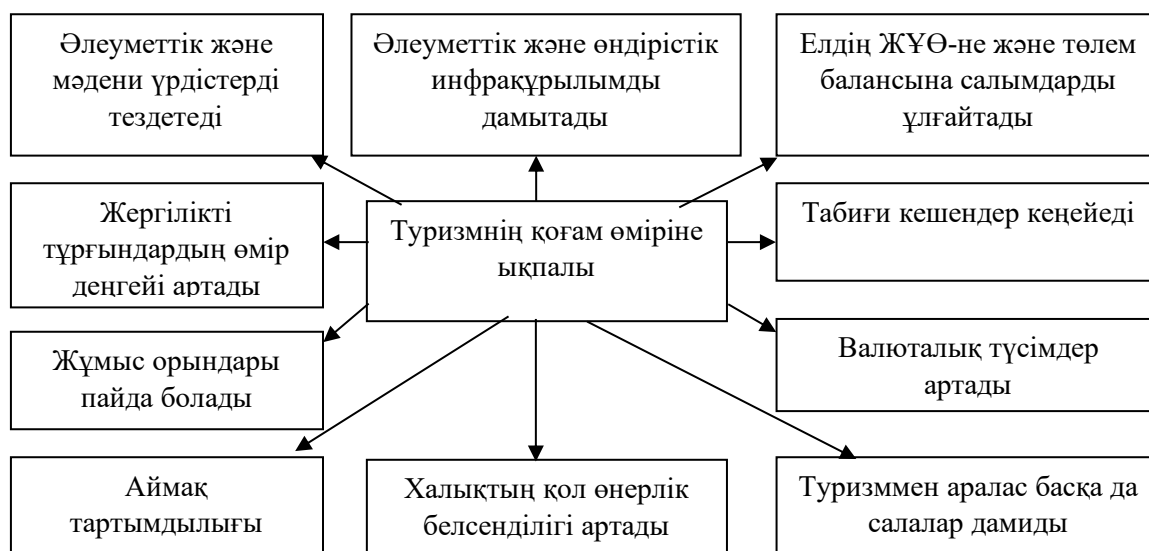 Әлеуметтік және
мәдени үрдістерді
тездетеді
Әлеуметтік және өндірістік
инфрақұрылымды
дамытады
Елдің ЖҰӨ-не және төлем
балансына салымдарды
ұлғайтады
Жергілікті
тұрғындардың өмір
деңгейі артады
Туризмнің қоғам өміріне
ықпалы
Табиғи кешендер кеңейеді
Жұмыс орындары
пайда болады
Валюталық түсімдер
артады
Аймақ
тартымдылығы
Халықтың қол өнерлік
белсенділігі артады
Туризммен аралас басқа да
салалар дамиды